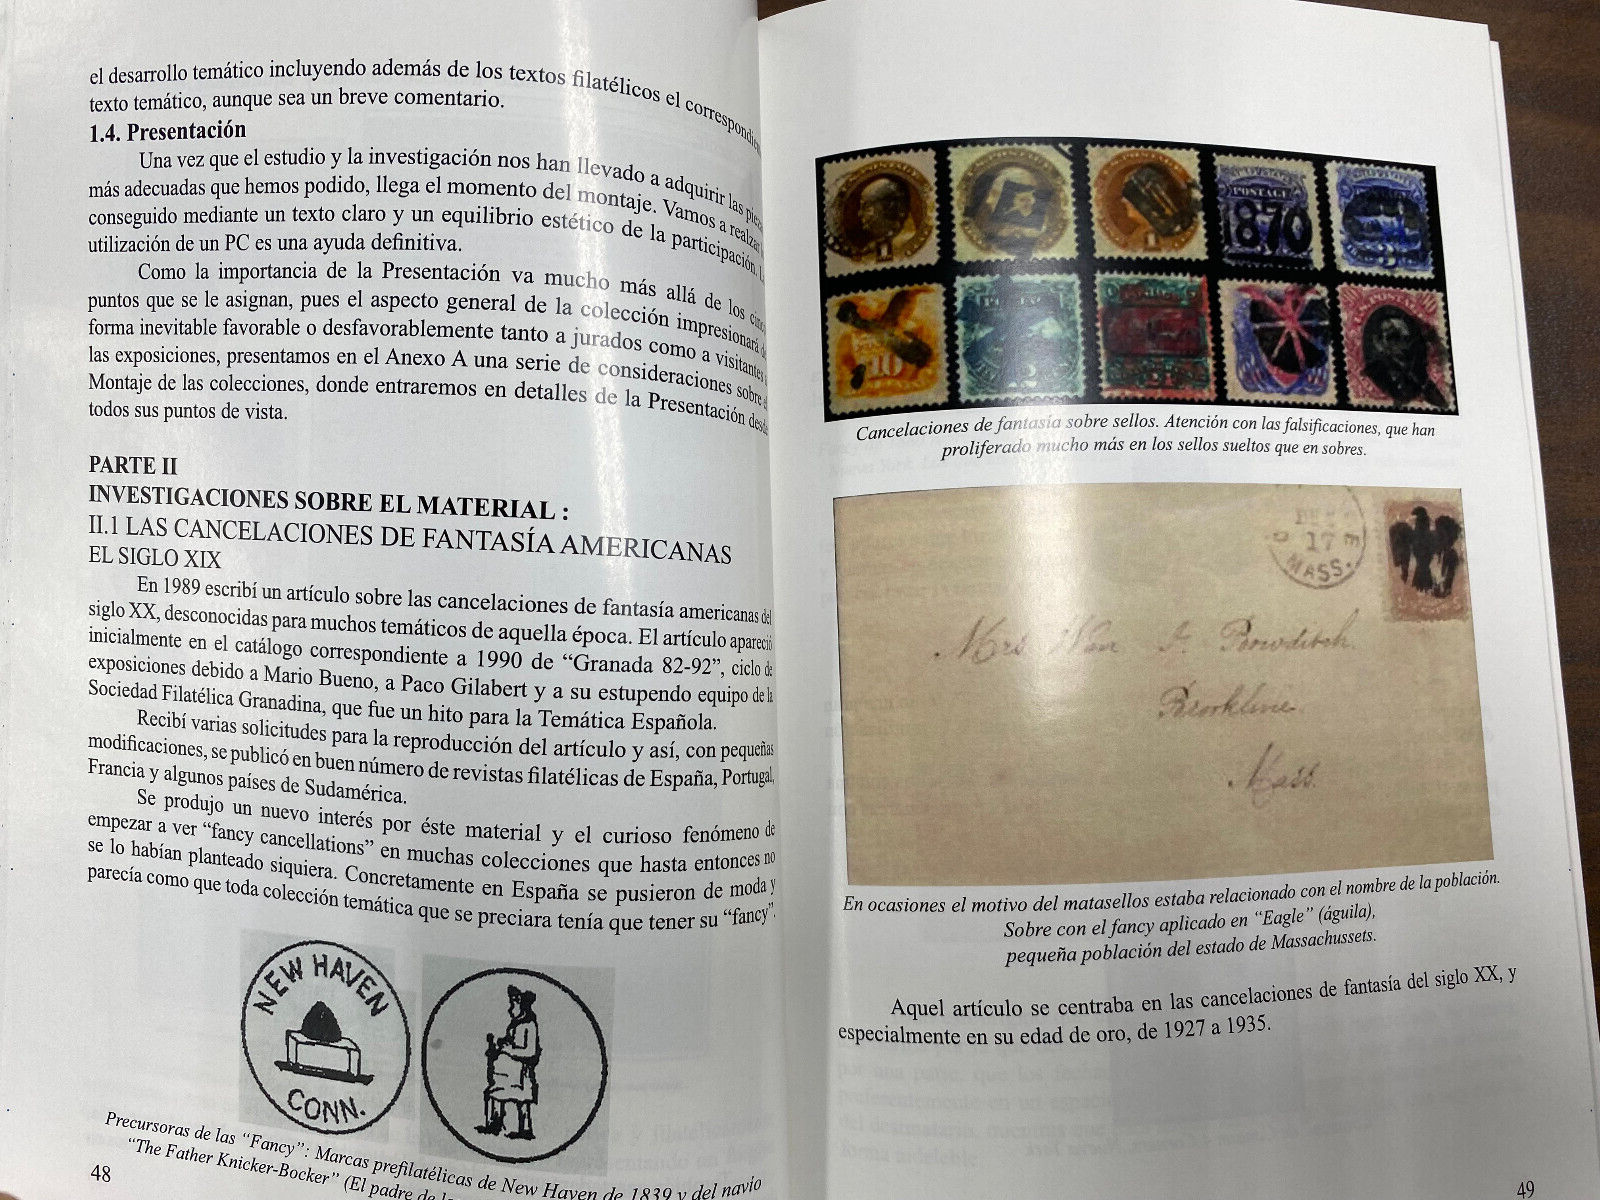 el desarrollo temático incluyendo además de los textos filatélicos el
texto temático, aunque sea un breve comentario.
1.4. Presentación
Una vez que el estudio y la investigación nos han llevado a adquirir las
más adecuadas que hemos podido, llega el momento del montaje. Vamos a realzar
conseguido mediante un texto claro y un equilibrio estético de la participación.
utilización de un PC es una ayuda definitiva.
Como la importancia de la Presentación va mucho más allá de los
puntos que se le asignan, pues el aspecto general de la colección impresionará
forma inevitable favorable o desfavorablemente tanto a jurados como a visitantes
las exposiciones, presentamos en el Anexo A una serie de consideraciones sobre
Montaje de las colecciones, donde entraremos en detalles de la Presentación
todos sus puntos de vista.
PARTE II
INVESTIGACIONES SOBRE EL MATERIAL :
II.1 LAS CANCELACIONES DE FANTASÍA AMERICANAS
EL SIGLO XIX
En 1989 escribí un artículo sobre las cancelaciones de fantasía americanas del
siglo XX, desconocidas para muchos temáticos de aquella época. El artículo apareció
inicialmente en el catálogo correspondiente a 1990 de “Granada 82-92”, ciclo de
exposiciones debido a Mario Bueno, a Paco Gilabert y a su estupendo equipo de la
Sociedad Filatélica Granadina, que fue un hito para la Temática Española.
Recibí varias solicitudes para la reproducción del artículo y así, con pequeñas
modificaciones, se publicó en buen número de revistas filatélicas de España, Portugal,
Francia y algunos países de Sudamérica.
Se produjo un nuevo interés por éste material y el curioso fenómeno de
empezar a ver “fancy cancellations” en muchas colecciones que hasta entonces no
se lo habían planteado siquiera. Concretamente en España se pusieron de moda y
parecía como que toda colección temática que se preciara tenía que tener su “fancy”.
NEW HAVEN
CONN.
Precursoras de las “Fancy”: Marcas prefilatélicas de New Haven de 1839 y del navío
“The Father Knicker-Bocker” (El padre de
48
POSTAGE
1870
10
12
Cancelaciones de fantasía sobre sellos. Atención con las falsificaciones, que han
proliferado mucho más en los sellos sueltos que en sobres.
17
MASS.
Mrs Wm I. Bowditch.
Brookline.
Mass.
En ocasiones el motivo del matasellos estaba relacionado con el nombre de la población.
Sobre con el fancy aplicado en “Eagle” (águila),
pequeña población del estado de Massachussets.
Aquel artículo se centraba en las cancelaciones de fantasía del siglo XX, y
especialmente en su edad de oro, de 1927 a 1935.
49